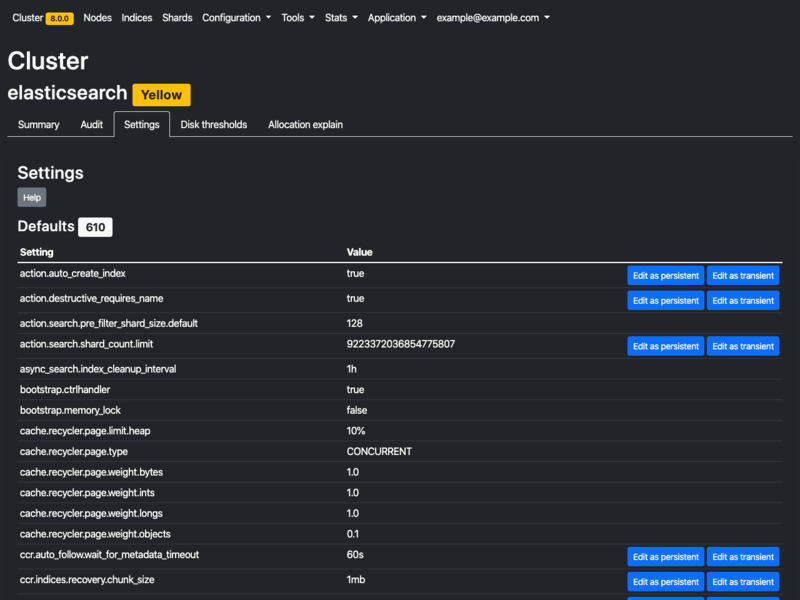 Cluster 8.0.0 Nodes Indices Shards Configuration Tools Stats Application example@example.com
Cluster
elasticsearch Yellow
Summary Audit Settings Disk thresholds Allocation explain
Settings
Help
Defaults 610
Setting Value
action.auto_create_index true Edit as persistent Edit as transient
action.destructive_requires_name true Edit as persistent Edit as transient
action.search.pre_filter_shard_size.default 128
action.search.shard_count.limit 9223372036854775807 Edit as persistent Edit as transient
async_search.index_cleanup_interval 1h
bootstrap.ctrlhandler true
bootstrap.memory_lock false
cache.recycler.page.limit.heap 10%
cache.recycler.page.type CONCURRENT
cache.recycler.page.weight.bytes 1.0
cache.recycler.page.weight.ints 1.0
cache.recycler.page.weight.longs 1.0
cache.recycler.page.weight.objects 0.1
ccr.auto_follow.wait_for_metadata_timeout 60s Edit as persistent Edit as transient
ccr.indices.recovery.chunk_size 1mb Edit as persistent Edit as transient